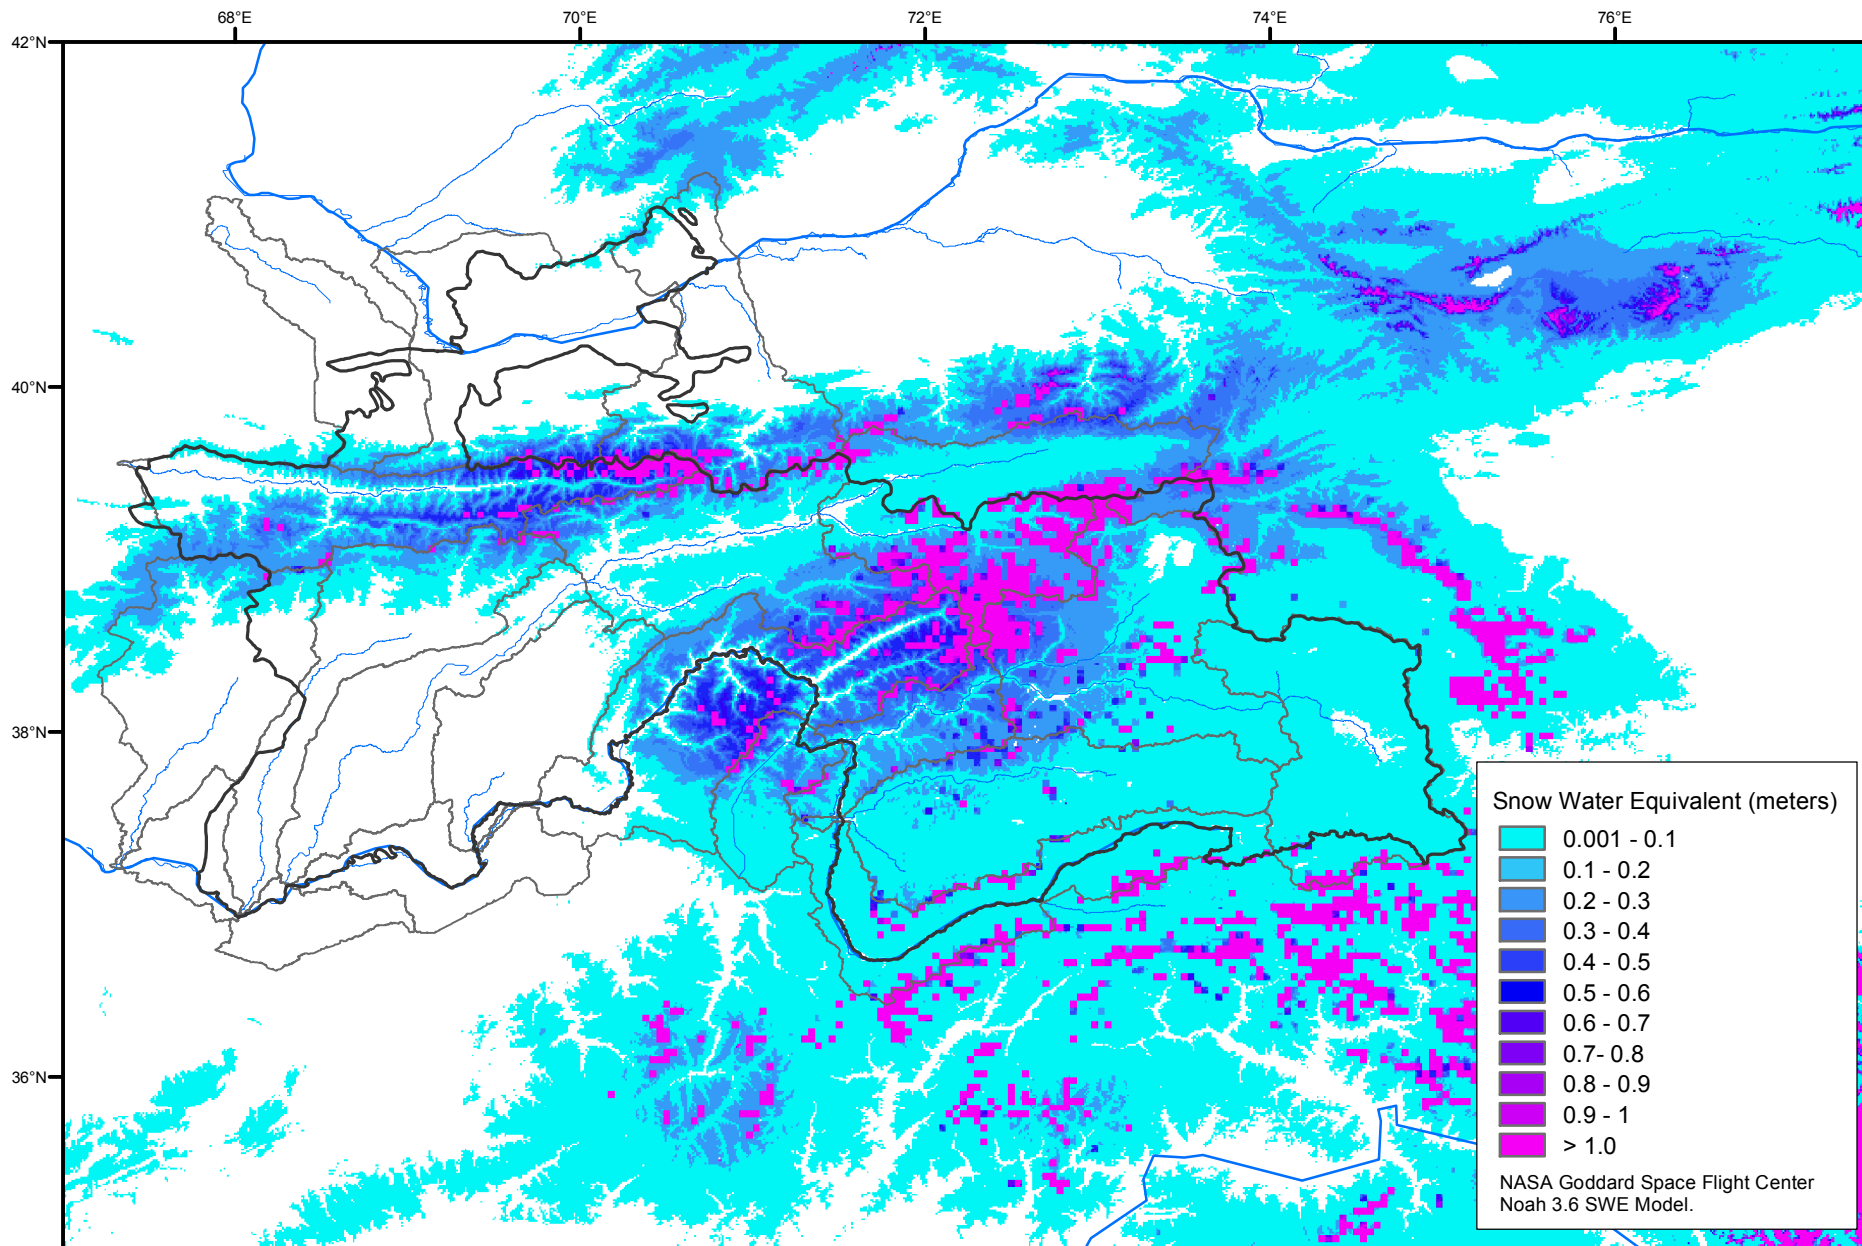 68°E
70°E
72°E
74°E
76°E
42°N
40°N
38°N
36°N
Snow Water Equivalent (meters)
0.001 - 0.1
0.1 - 0.2
0.2 - 0.3
0.3 - 0.4
0.4 - 0.5
0.5 - 0.6
0.6 - 0.7
0.7- 0.8
0.8 - 0.9
0.9 - 1
> 1.0
NASA Goddard Space Flight Center
Noah 3.6 SWE Model.